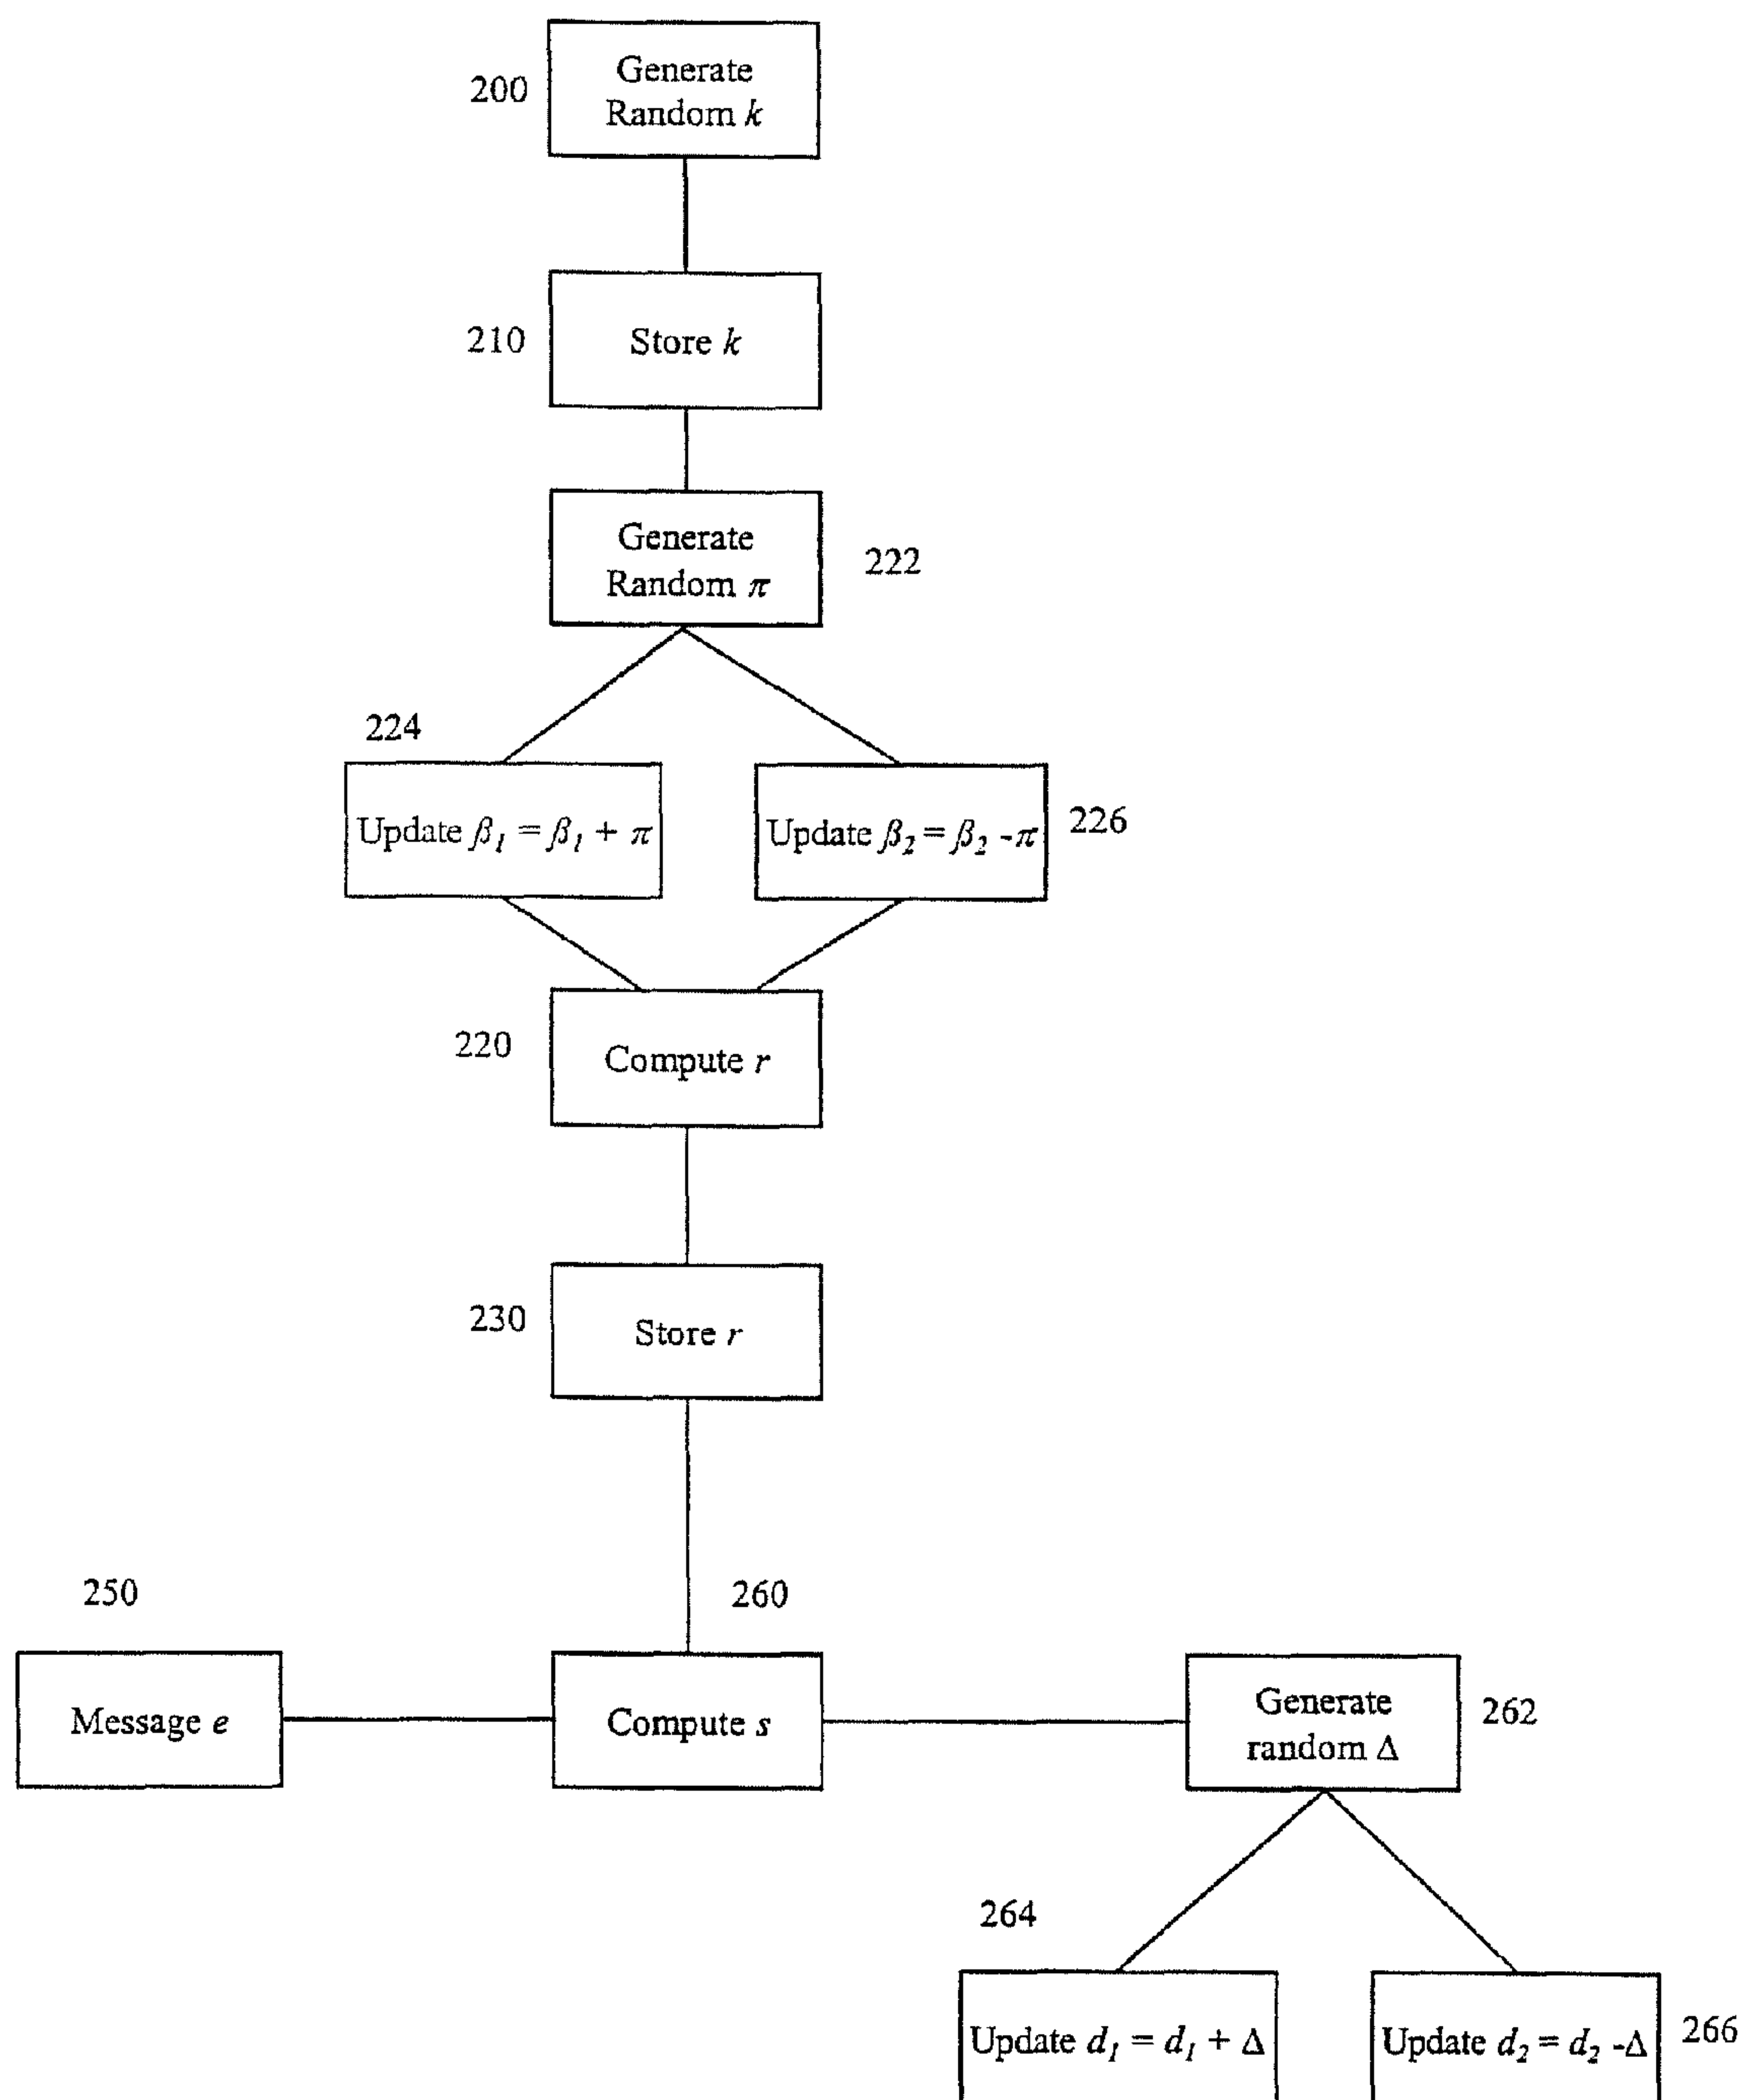 200
Generate
Random k
210
Store k
Generate
Random π
222
224
Update β₁ = β₁ + π
Update β₂ = β₂ -π
226
220
Compute r
230
Store r
250
260
Message e
Compute s
Generate
random Δ
262
264
Update d₁ = d₁ + Δ
Update d₂ = d₂ -Δ
266